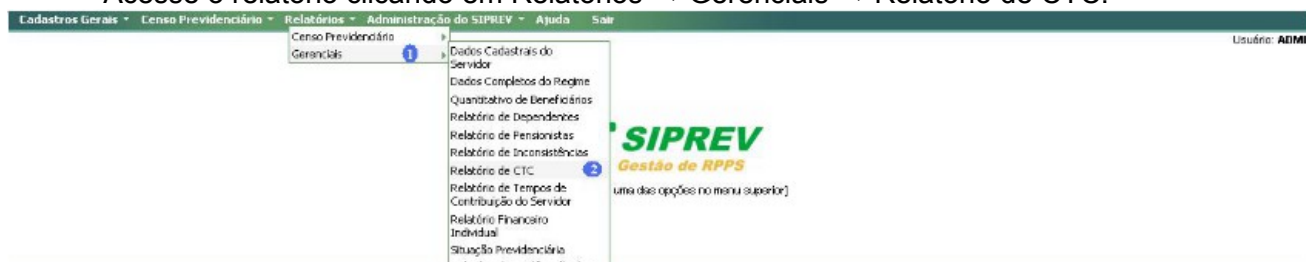 Acesse o relatório clicando em Relatórios -> Gerenciais -> Relatório de CTC.
Cadastros Gerais Censo Previdenciário Relatórios Administração do SIPREV Ajuda Sair
Usuário: ADMI
Censo Previdenciário
Gerenciais 1
Dados Cadastrais do
Servidor
Dados Completos do Regime
Quantitativo de Beneficiários
Relatório de Dependentes
Relatório de Pensionistas
Relatório de Inconsistências
Relatório de CTC 2
Relatório de Tempos de
Contribuição do Servidor
Relatório Financeiro
Individual
Situação Previdenciária
SIPREV
Gestão de RPPS
uma das opções no menu superior]